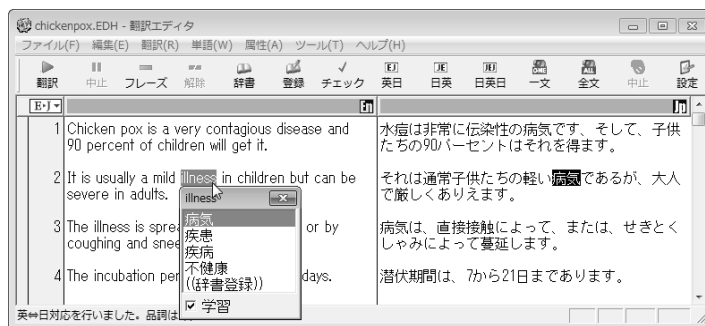 chickenpox.EDH - 翻訳エディタ
ファイル(F) 編集(E) 翻訳(R) 単語(W) 属性(A) ツール(T) ヘルプ(H)
翻訳 中止 フレーズ 解除 辞書 登録 チェック 英日 日英 日英日 一文 全文 中止 設定
E・J
1 Chicken pox is a very contagious disease and
90 percent of children will get it.
水痘は非常に伝染性の病気です、そして、子供
たちの90パーセントはそれを得ます。
2 It is usually a mild illness in children but can be
severe in adults.
それは通常子供たちの軽い病気であるが、大人
で厳しくありえます。
3 The illness is sprea or by
coughing and snee
病気は、直接接触によって、または、せきとく
しゃみによって蔓延します。
4 The incubation per days.
潜伏期間は、7から21日まであります。
illness
病気
疾患
疾病
不健康
((辞書登録))
学習
英⇔日対応を行いました。品詞は